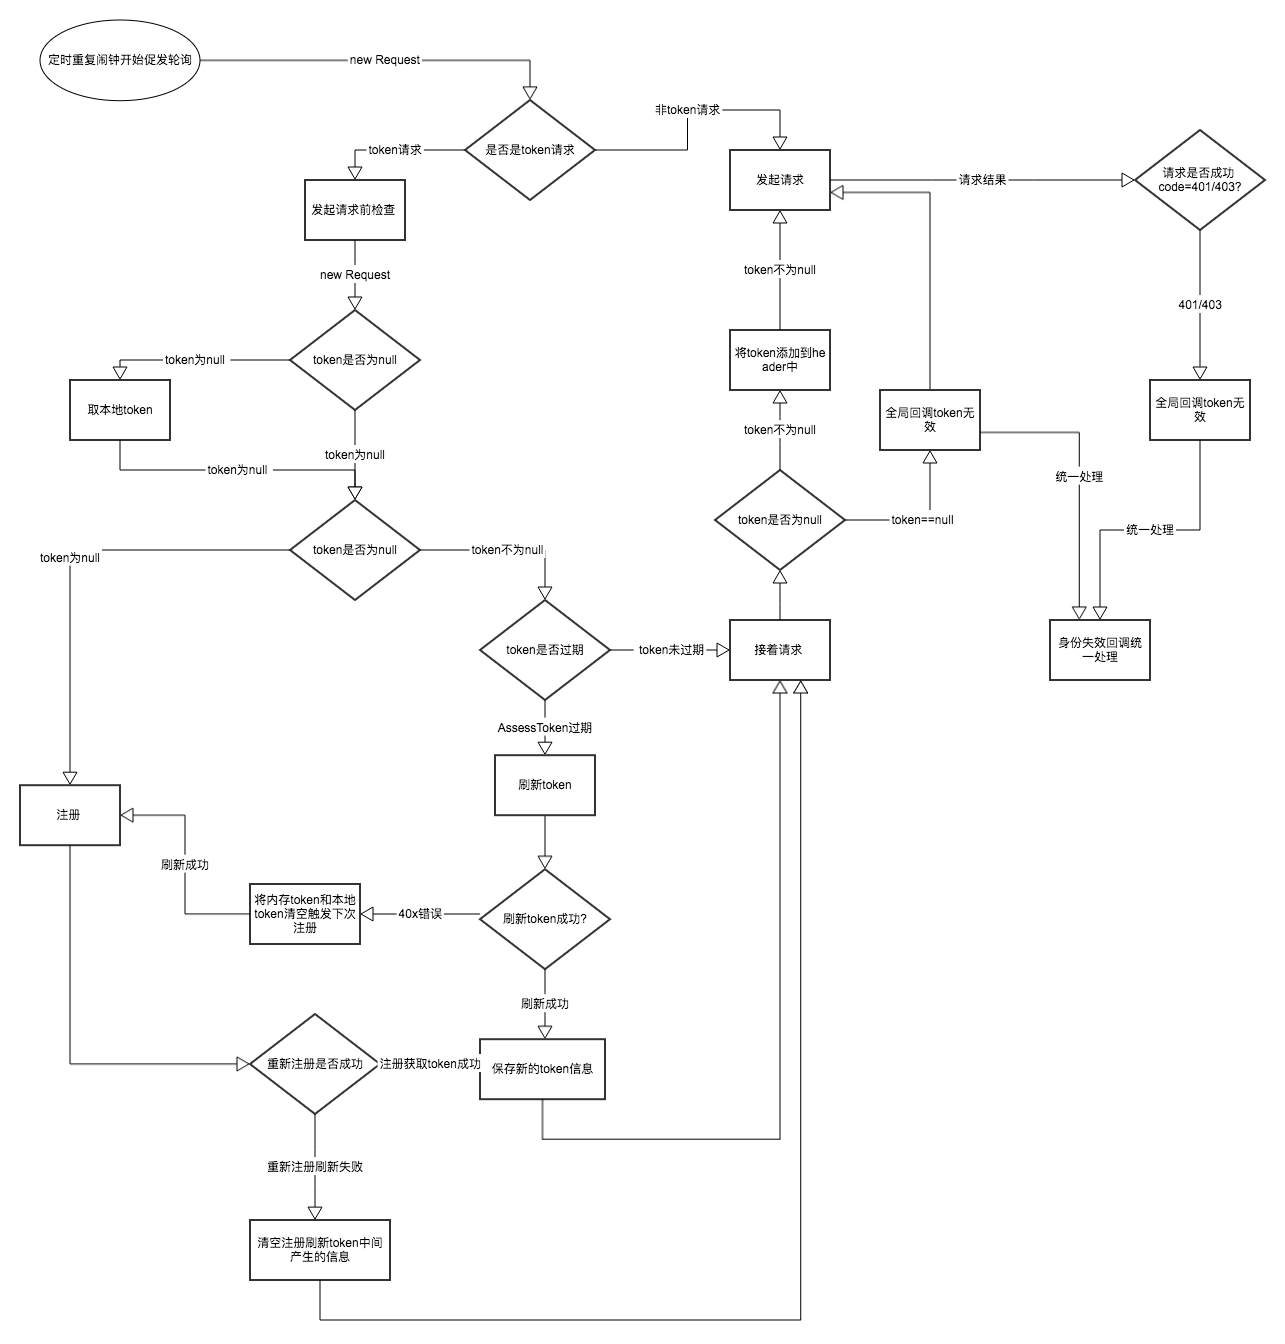 定时重复闹钟开始促发轮询
new Request
非token请求
token请求
是否是token请求
发起请求
请求结果
请求是否成功
code=401/403?
发起请求前检查
new Request
token不为null
401/403
token为null
token是否为null
将token添加到he
ader中
取本地token
全局回调token无
效
全局回调token无
效
token不为null
token为null
token为null
统一处理
token是否为null
token==null
统一处理
token为null
token是否为null
token不为null
token是否过期
token未过期
接着请求
身份失效回调统
一处理
AssessToken过期
刷新token
注册
刷新成功
将内存token和本地
token清空触发下次
注册
40x错误
刷新token成功?
刷新成功
重新注册是否成功
注册获取token成功
保存新的token信息
重新注册刷新失败
清空注册刷新token中间
产生的信息